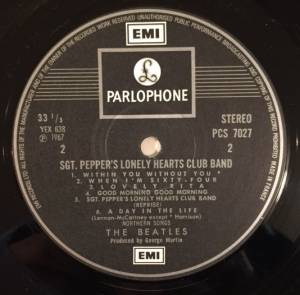 EMI
PARLOPHONE
33 1/3
YEX 638
℗ 1967
2
STEREO
PCS 7027
2
SGT. PEPPER'S LONELY HEARTS CLUB BAND
1. WITHIN YOU WITHOUT YOU *
2. WHEN I'M SIXTY-FOUR
3. LOVELY RITA
4. GOOD MORNING GOOD MORNING
5. SGT. PEPPER'S LONELY HEARTS CLUB BAND
(REPRISE)
6. A DAY IN THE LIFE
(Lennon-McCartney except * Harrison)
NORTHERN SONGS
THE BEATLES
Produced by George Martin
EMI
MADE IN FRANCE